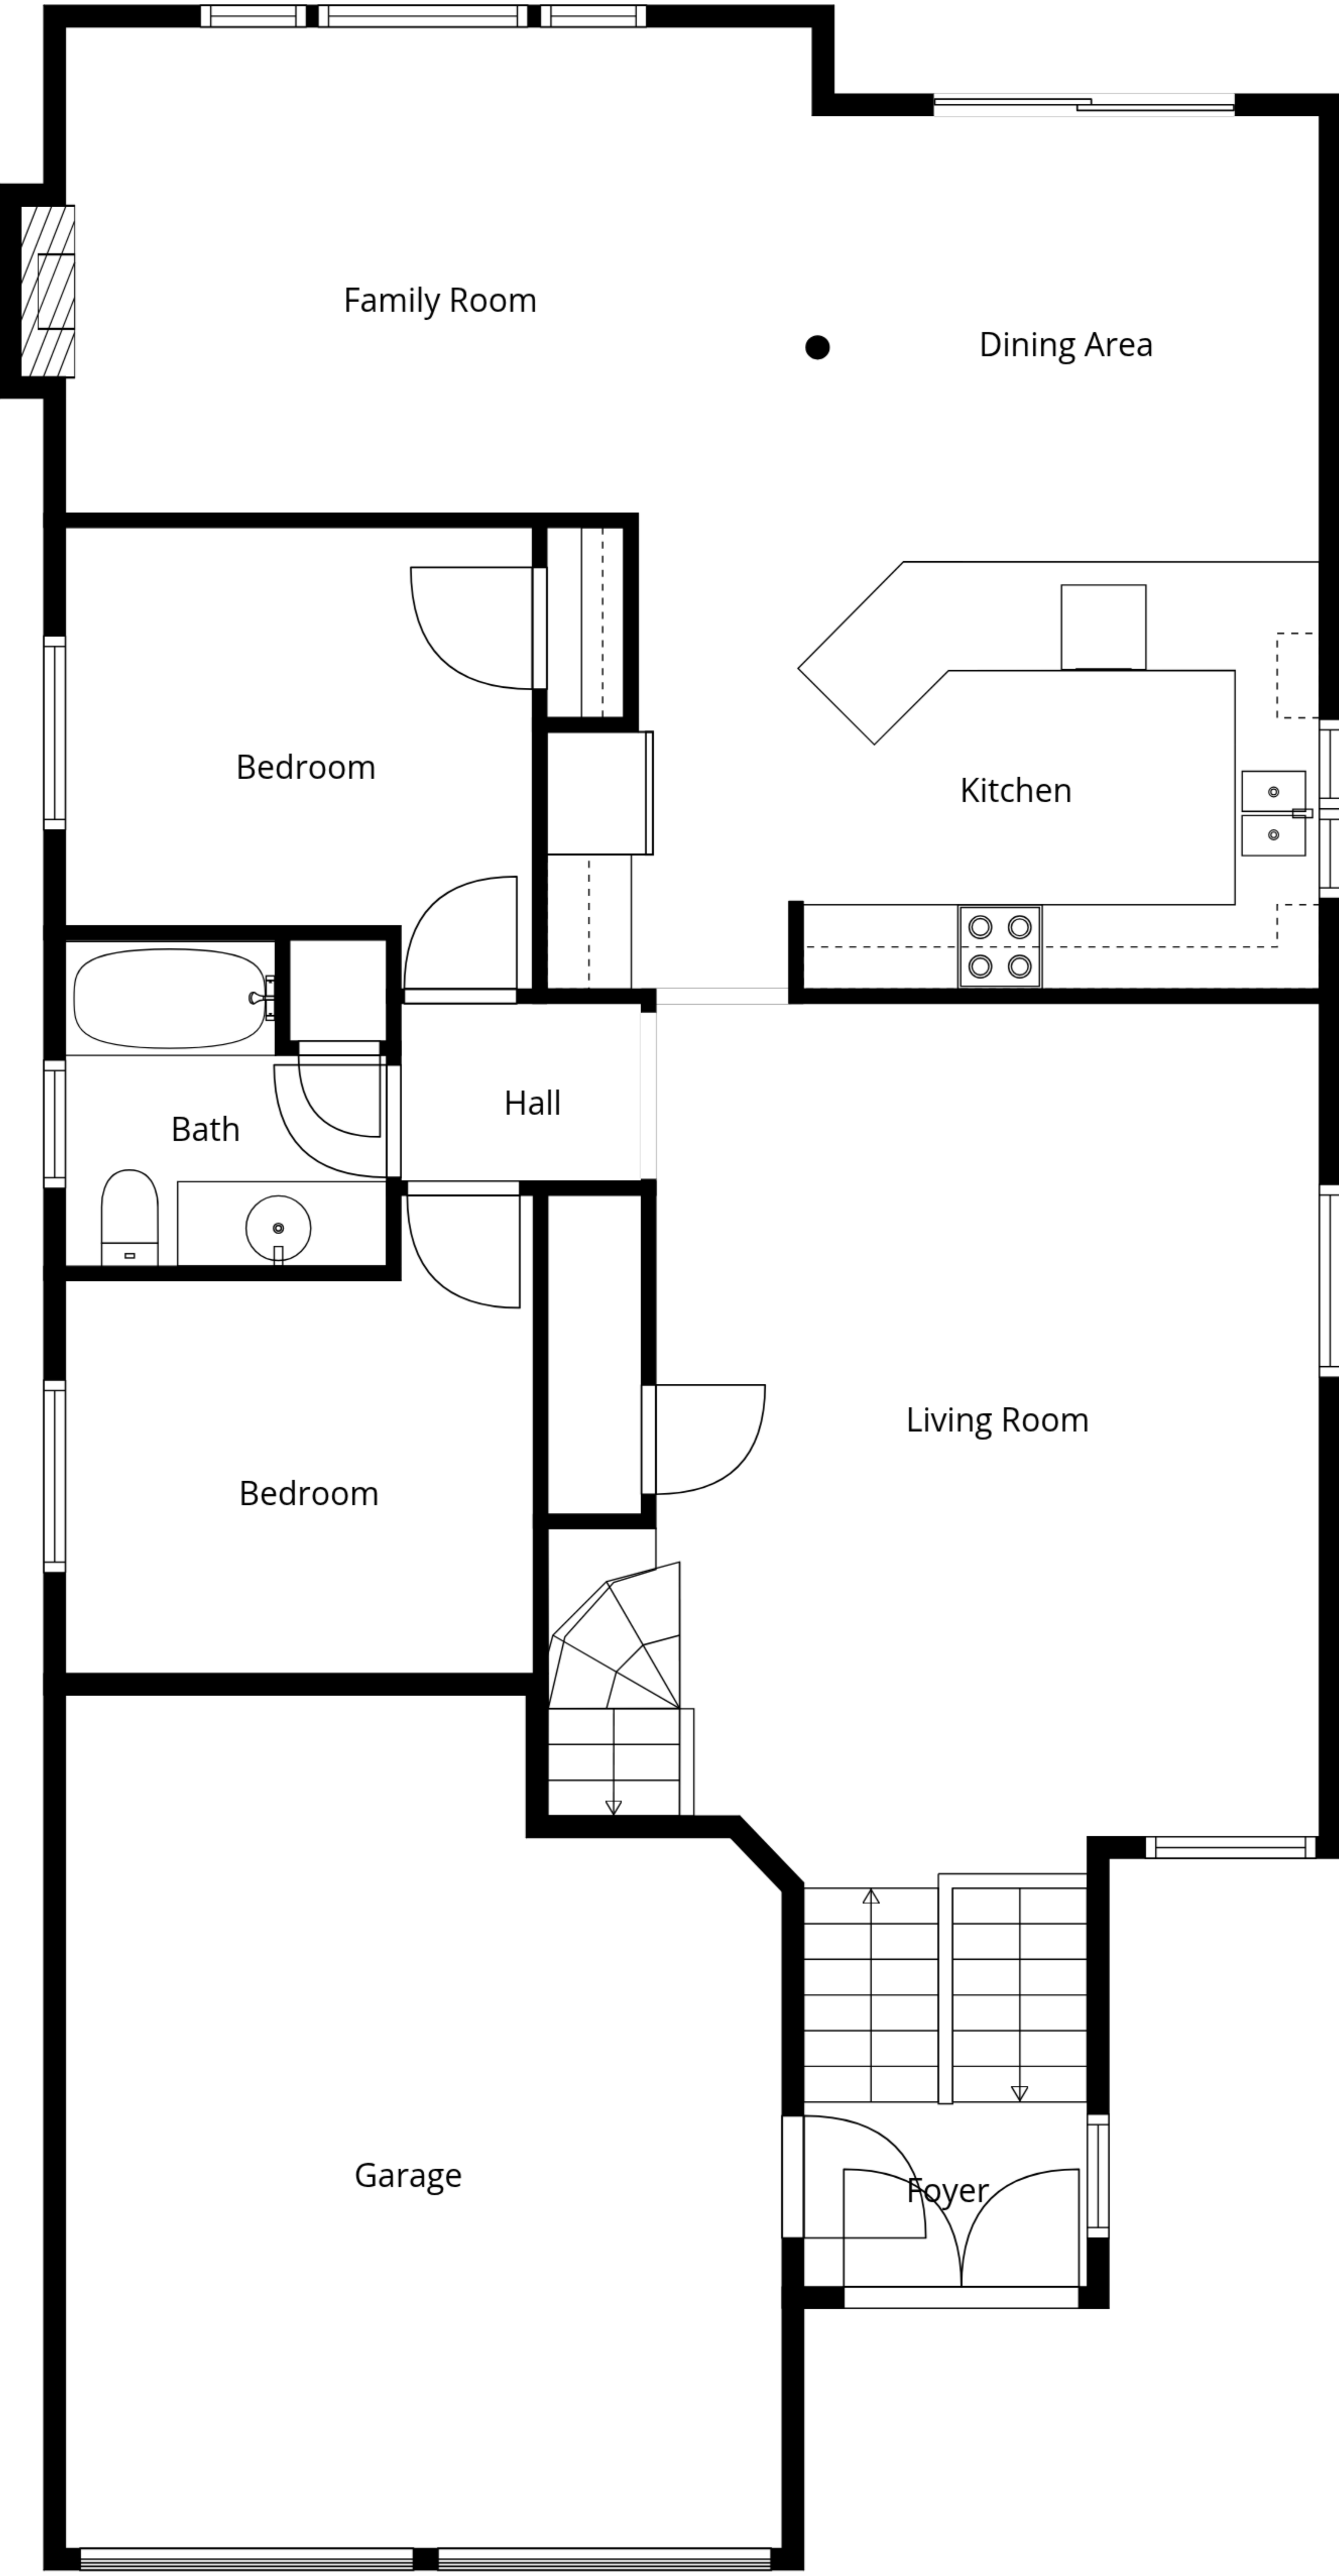 Family Room
Dining Area
Bedroom
Kitchen
Hall
Bath
Living Room
Bedroom
Garage
Foyer